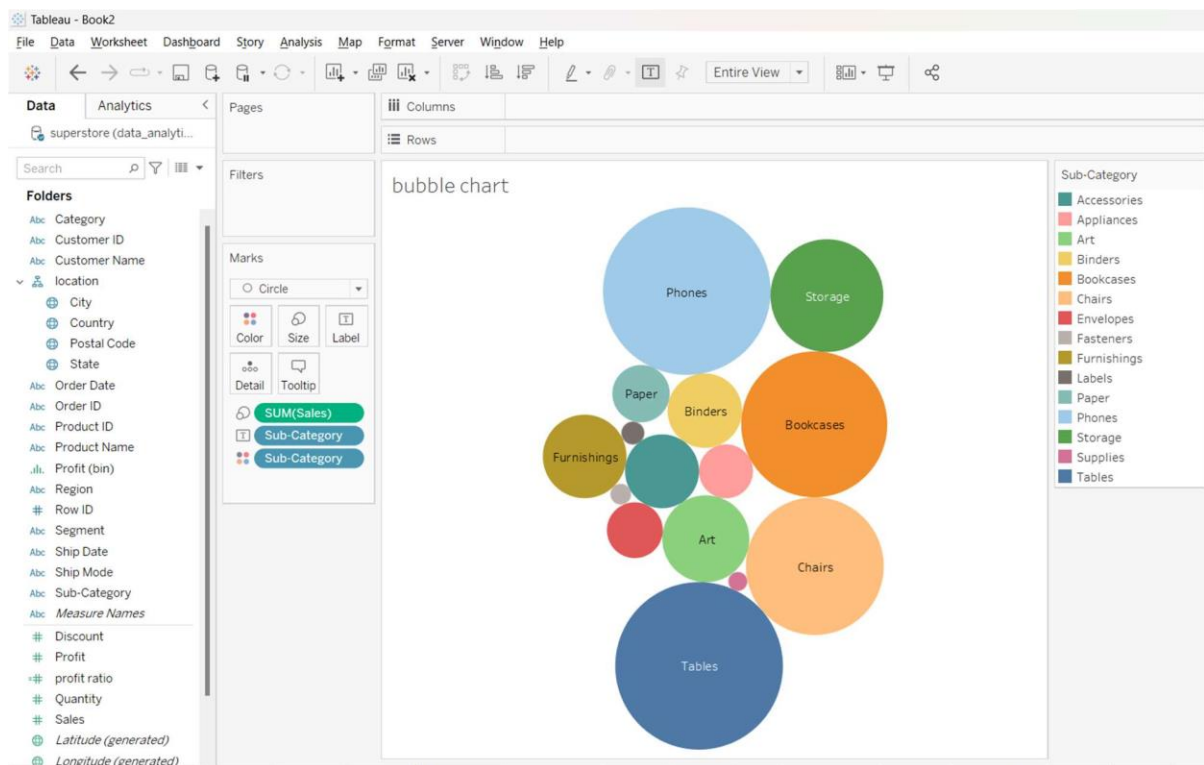 Tableau - Book2
File Data Worksheet Dashboard Story Analysis Map Format Server Window Help
Entire View
Data Analytics
superstore (data_analyti...
Search
Folders
Abc Category
Abc Customer ID
Abc Customer Name
location
City
Country
Postal Code
State
Abc Order Date
Abc Order ID
Abc Product ID
Abc Product Name
Profit (bin)
Abc Region
# Row ID
Abc Segment
Abc Ship Date
Abc Ship Mode
Abc Sub-Category
Abc Measure Names
# Discount
# Profit
=# profit ratio
# Quantity
# Sales
Latitude (generated)
Longitude (generated)
Pages
Filters
Marks
Circle
Color Size Label
Detail Tooltip
SUM(Sales)
T Sub-Category
Sub-Category
Columns
Rows
bubble chart
Phones
Storage
Paper
Binders
Bookcases
Furnishings
Art
Chairs
Tables
Sub-Category
Accessories
Appliances
Art
Binders
Bookcases
Chairs
Envelopes
Fasteners
Furnishings
Labels
Paper
Phones
Storage
Supplies
Tables